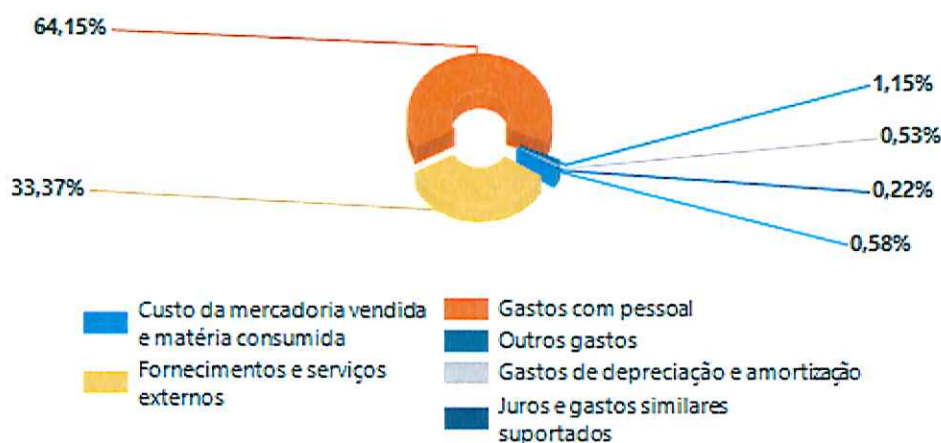 64,15%
1,15%
0,53%
33,37%
0,22%
0,58%
Custo da mercadoria vendida
e matéria consumida
Fornecimentos e serviços
externos
Gastos com pessoal
Outros gastos
Gastos de depreciação e amortização
Juros e gastos similares
suportados